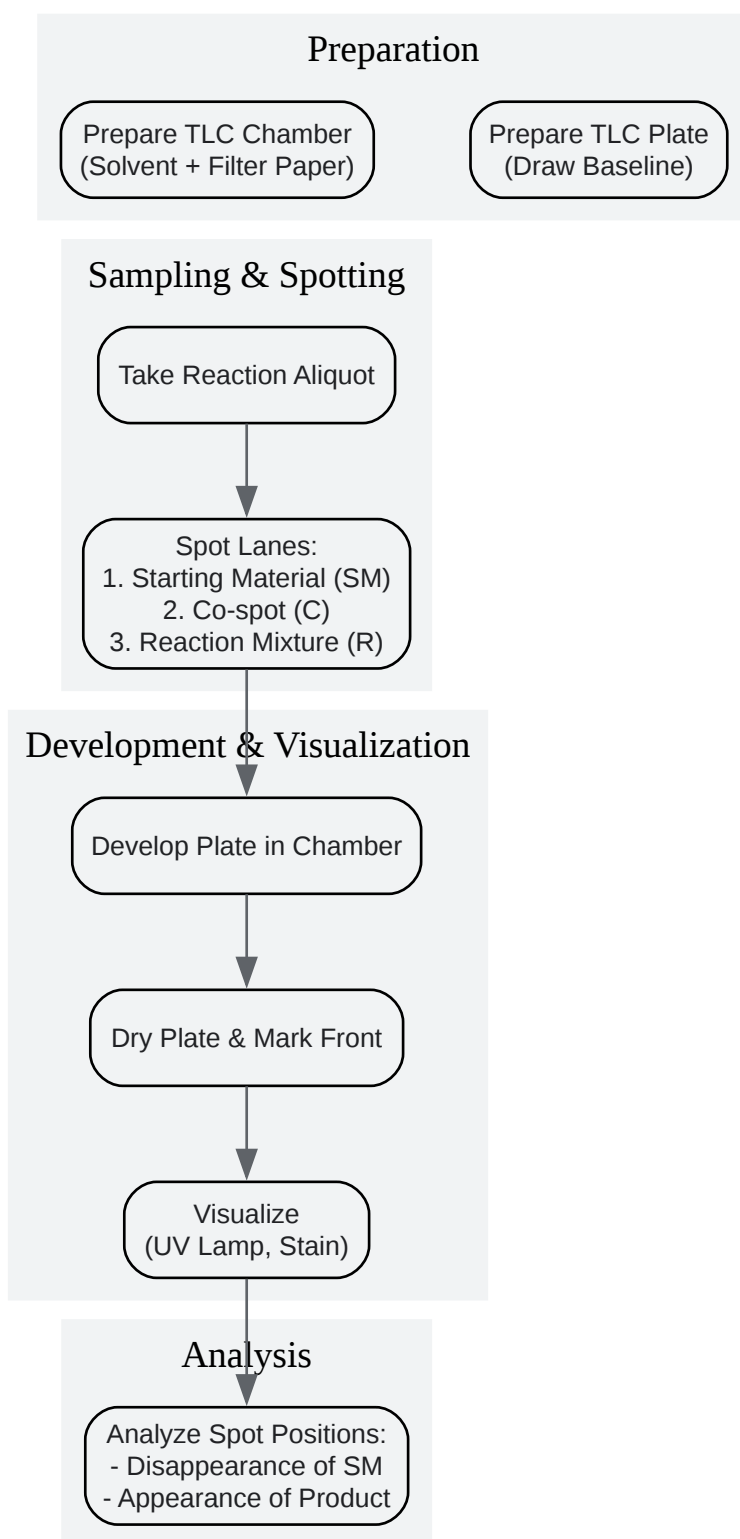 Preparation
Prepare TLC Chamber
(Solvent + Filter Paper)
Prepare TLC Plate
(Draw Baseline)
Sampling & Spotting
Take Reaction Aliquot
Spot Lanes:
1. Starting Material (SM)
2. Co-spot (C)
3. Reaction Mixture (R)
Development & Visualization
Develop Plate in Chamber
Dry Plate & Mark Front
Visualize
(UV Lamp, Stain)
Analysis
Analyze Spot Positions:
- Disappearance of SM
- Appearance of Product